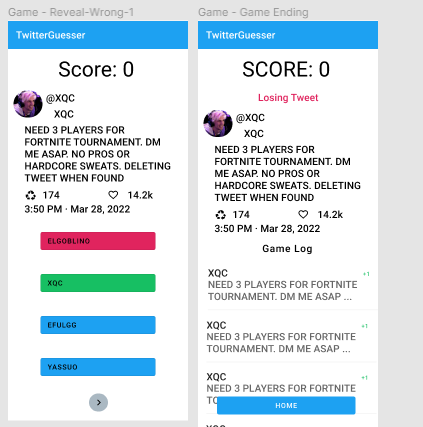 Game - Reveal-Wrong-1
TwitterGuesser
Score: 0
@XQC
XQC
NEED 3 PLAYERS FOR
FORTNITE TOURNAMENT. DM
ME ASAP. NO PROS OR
HARDCORE SWEATS. DELETING
TWEET WHEN FOUND
174 14.2k
3:50 PM · Mar 28, 2022
ELGOBLINO
XQC
EFULGG
YASSUO
Game - Game Ending
TwitterGuesser
SCORE: 0
Losing Tweet
@XQC
XQC
NEED 3 PLAYERS FOR
FORTNITE TOURNAMENT. DM
ME ASAP. NO PROS OR
HARDCORE SWEATS. DELETING
TWEET WHEN FOUND
174 14.2k
3:50 PM · Mar 28, 2022
Game Log
XQC +1
NEED 3 PLAYERS FOR FORTNITE
TOURNAMENT. DM ME ASAP ...
XQC +1
NEED 3 PLAYERS FOR FORTNITE
TOURNAMENT. DM ME ASAP ...
XQC +1
NEED 3 PLAYERS FOR FORTNITE
HOME